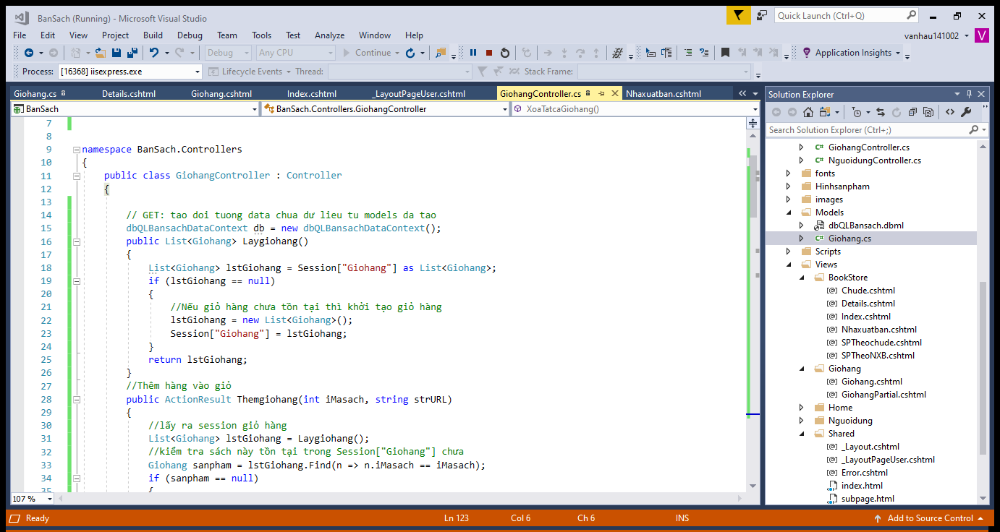 BanSach (Running) - Microsoft Visual Studio
Quick Launch (Ctrl+Q)
File Edit View Project Build Debug Team Tools Test Analyze Window Help
vanhau141002 V
Debug Any CPU Continue Application Insights
Process: [16368] iisexpress.exe Lifecycle Events Thread: Stack Frame:
Giohang.cs Details.cshtml Giohang.cshtml Index.cshtml _LayoutPageUser.cshtml GiohangController.cs Nhaxuatban.cshtml
BanSach BanSach.Controllers.GiohangController XoaTatcaGiohang()
7
8
9 namespace BanSach.Controllers
10 {
11 public class GiohangController : Controller
12 {
13
14 // GET: tao doi tuong data chua dư lieu tu models da tao
15 dbQLBansachDataContext db = new dbQLBansachDataContext();
16 public List<Giohang> Laygiohang()
17 {
18 List<Giohang> lstGiohang = Session["Giohang"] as List<Giohang>;
19 if (lstGiohang == null)
20 {
21 //Nếu giỏ hàng chưa tồn tại thì khởi tạo giỏ hàng
22 lstGiohang = new List<Giohang>();
23 Session["Giohang"] = lstGiohang;
24 }
25 return lstGiohang;
26 }
27 //Thêm hàng vào giỏ
28 public ActionResult Themgiohang(int iMasach, string strURL)
29 {
30 //lấy ra session giỏ hàng
31 List<Giohang> lstGiohang = Laygiohang();
32 //kiểm tra sách này tồn tại trong Session["Giohang"] chưa
33 Giohang sanpham = lstGiohang.Find(n => n.iMasach == iMasach);
34 if (sanpham == null)
35 {
107 %
Solution Explorer
Search Solution Explorer (Ctrl+;)
C# GiohangController.cs
C# NguoidungController.cs
fonts
Hinhsanpham
images
Models
dbQLBansach.dbml
C# Giohang.cs
Scripts
Views
BookStore
[@] Chude.cshtml
[@] Details.cshtml
[@] Index.cshtml
[@] Nhaxuatban.cshtml
[@] SPTheochude.cshtml
[@] SPTheoNXB.cshtml
Giohang
[@] Giohang.cshtml
[@] GiohangPartial.cshtml
Home
Nguoidung
Shared
[@] _Layout.cshtml
[@] _LayoutPageUser.cshtml
[@] Error.cshtml
index.html
subpage.html
Ready Ln 123 Col 6 Ch 6 INS Add to Source Control